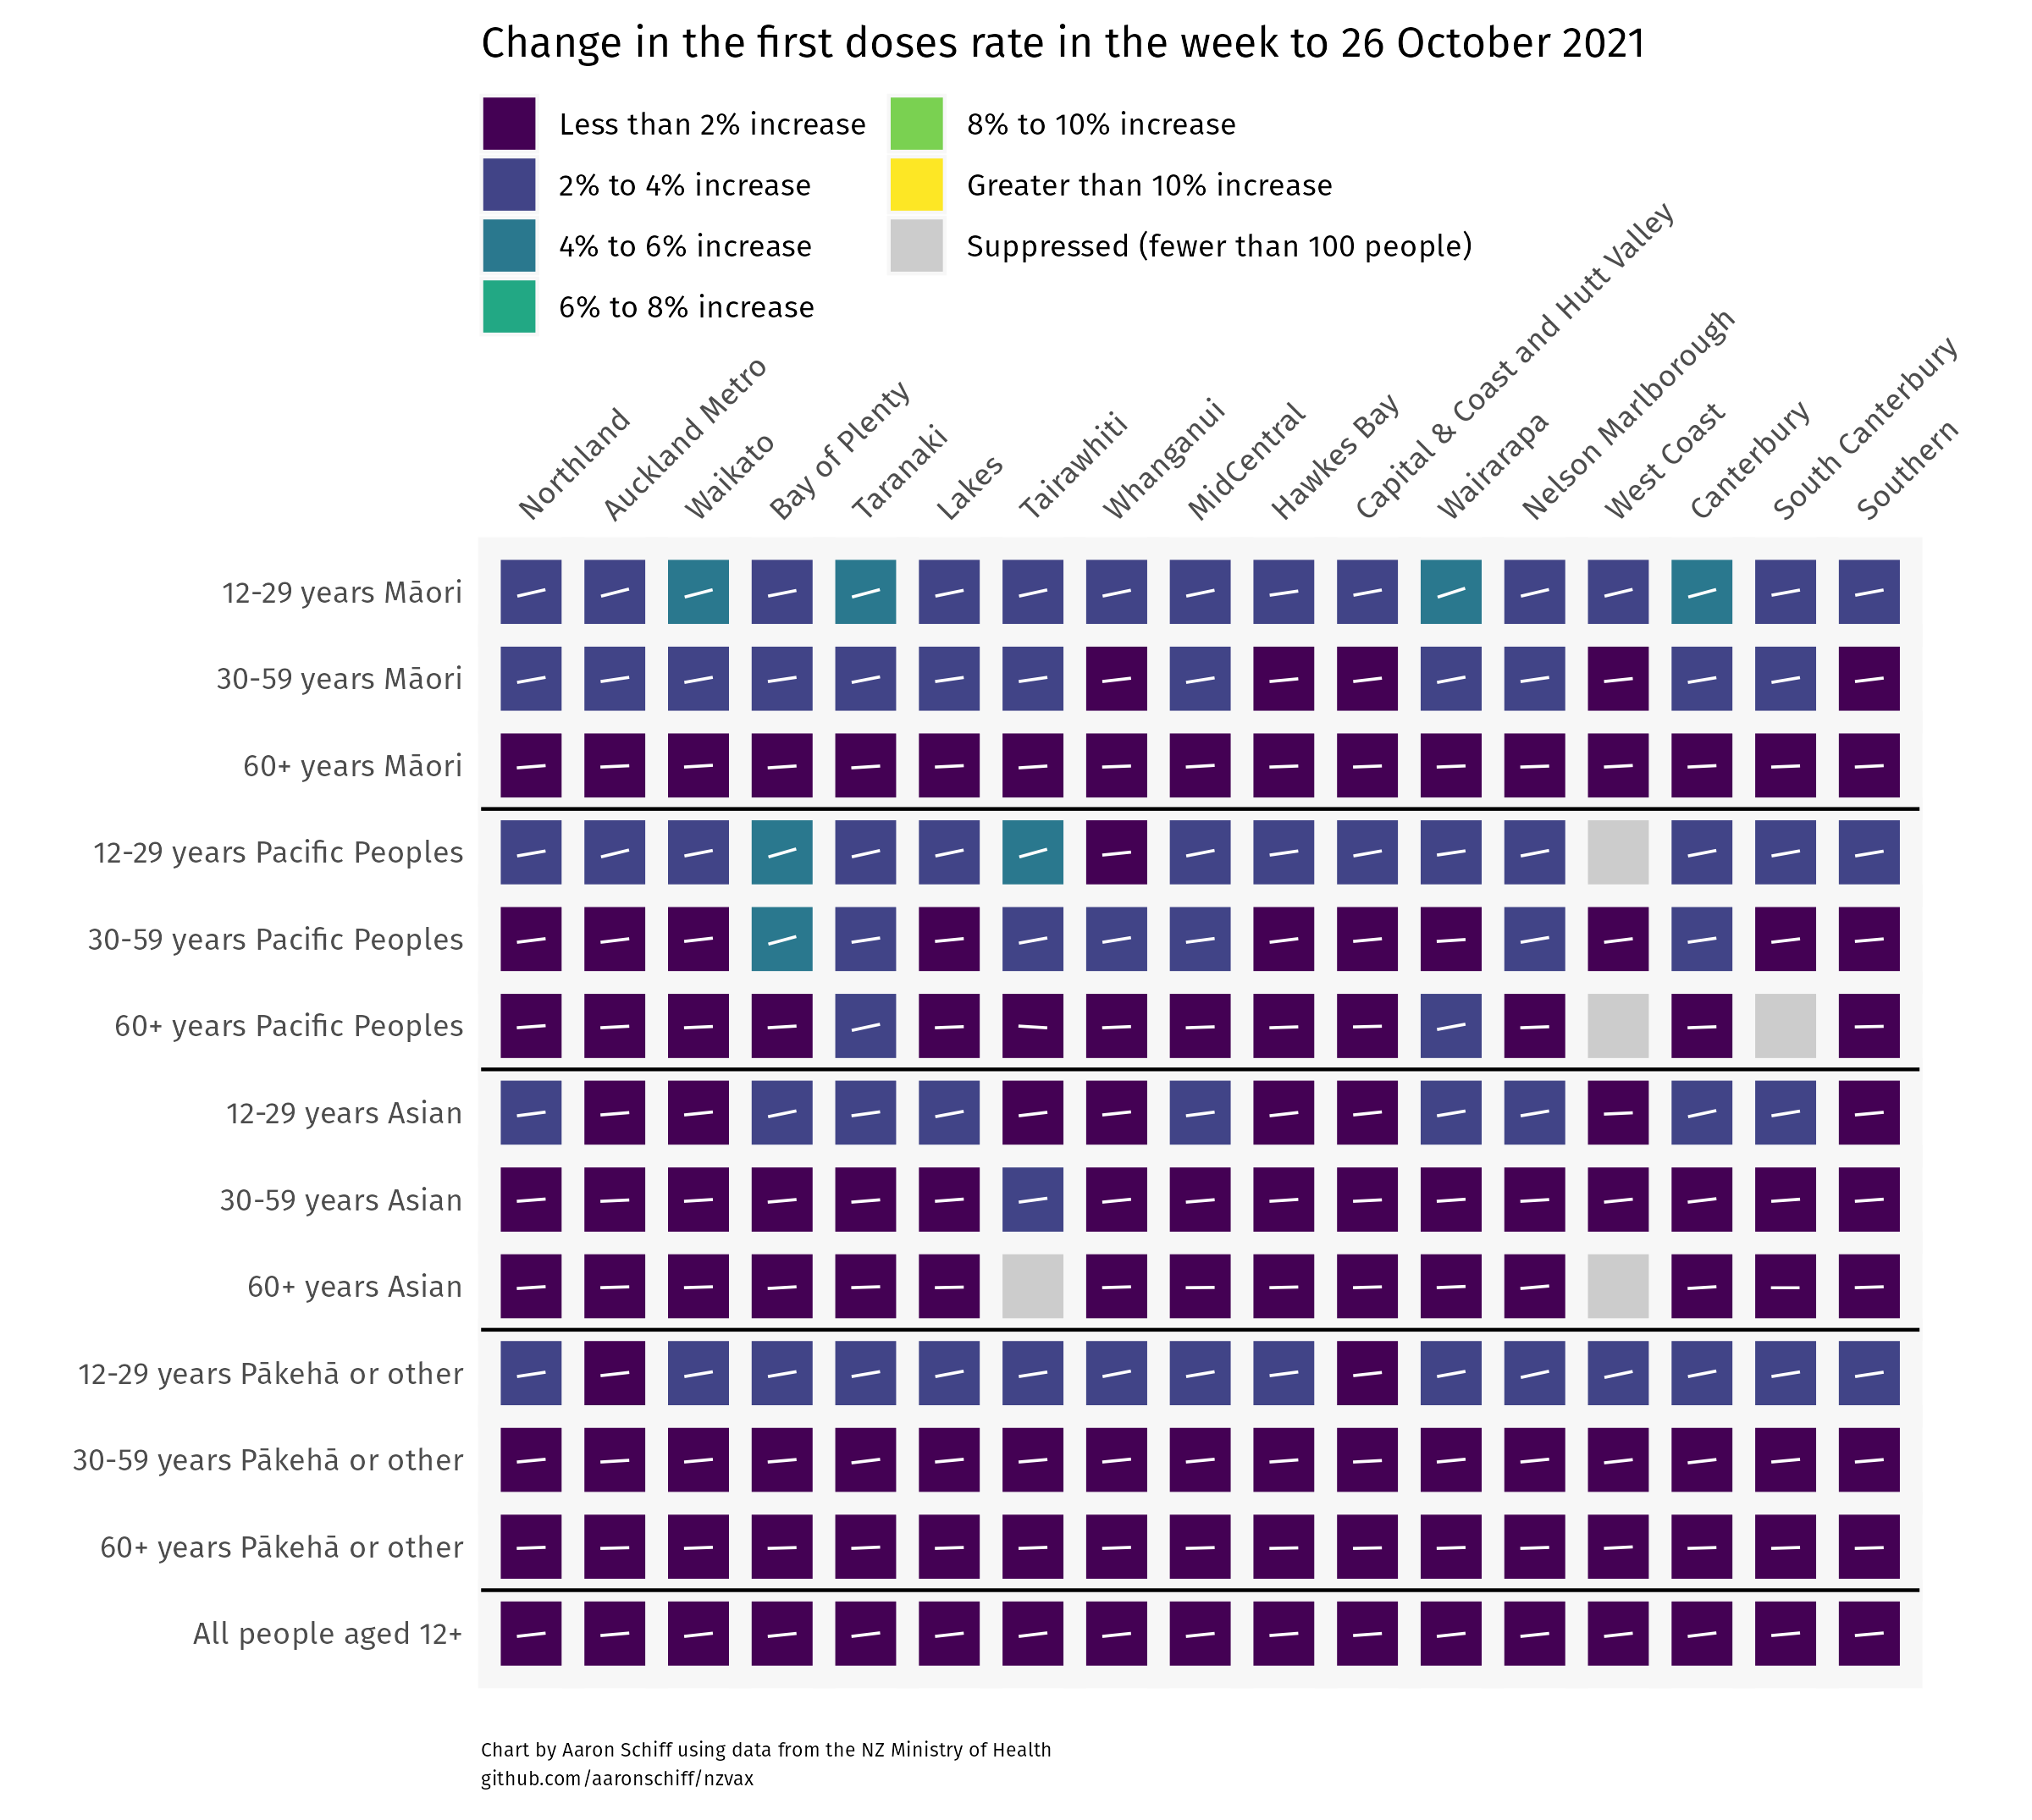 Change in the first doses rate in the week to 26 October 2021
Less than 2% increase
2% to 4% increase
4% to 6% increase
6% to 8% increase
8% to 10% increase
Greater than 10% increase
Suppressed (fewer than 100 people)
Northland
Auckland Metro
Waikato
Bay of Plenty
Taranaki
Lakes
Tairawhiti
Whanganui
MidCentral
Hawkes Bay
Capital & Coast and Hutt Valley
Wairarapa
Nelson Marlborough
West Coast
Canterbury
South Canterbury
Southern
12-29 years Māori
30-59 years Māori
60+ years Māori
12-29 years Pacific Peoples
30-59 years Pacific Peoples
60+ years Pacific Peoples
12-29 years Asian
30-59 years Asian
60+ years Asian
12-29 years Pākehā or other
30-59 years Pākehā or other
60+ years Pākehā or other
All people aged 12+
Chart by Aaron Schiff using data from the NZ Ministry of Health
github.com/aaronschiff/nzvax